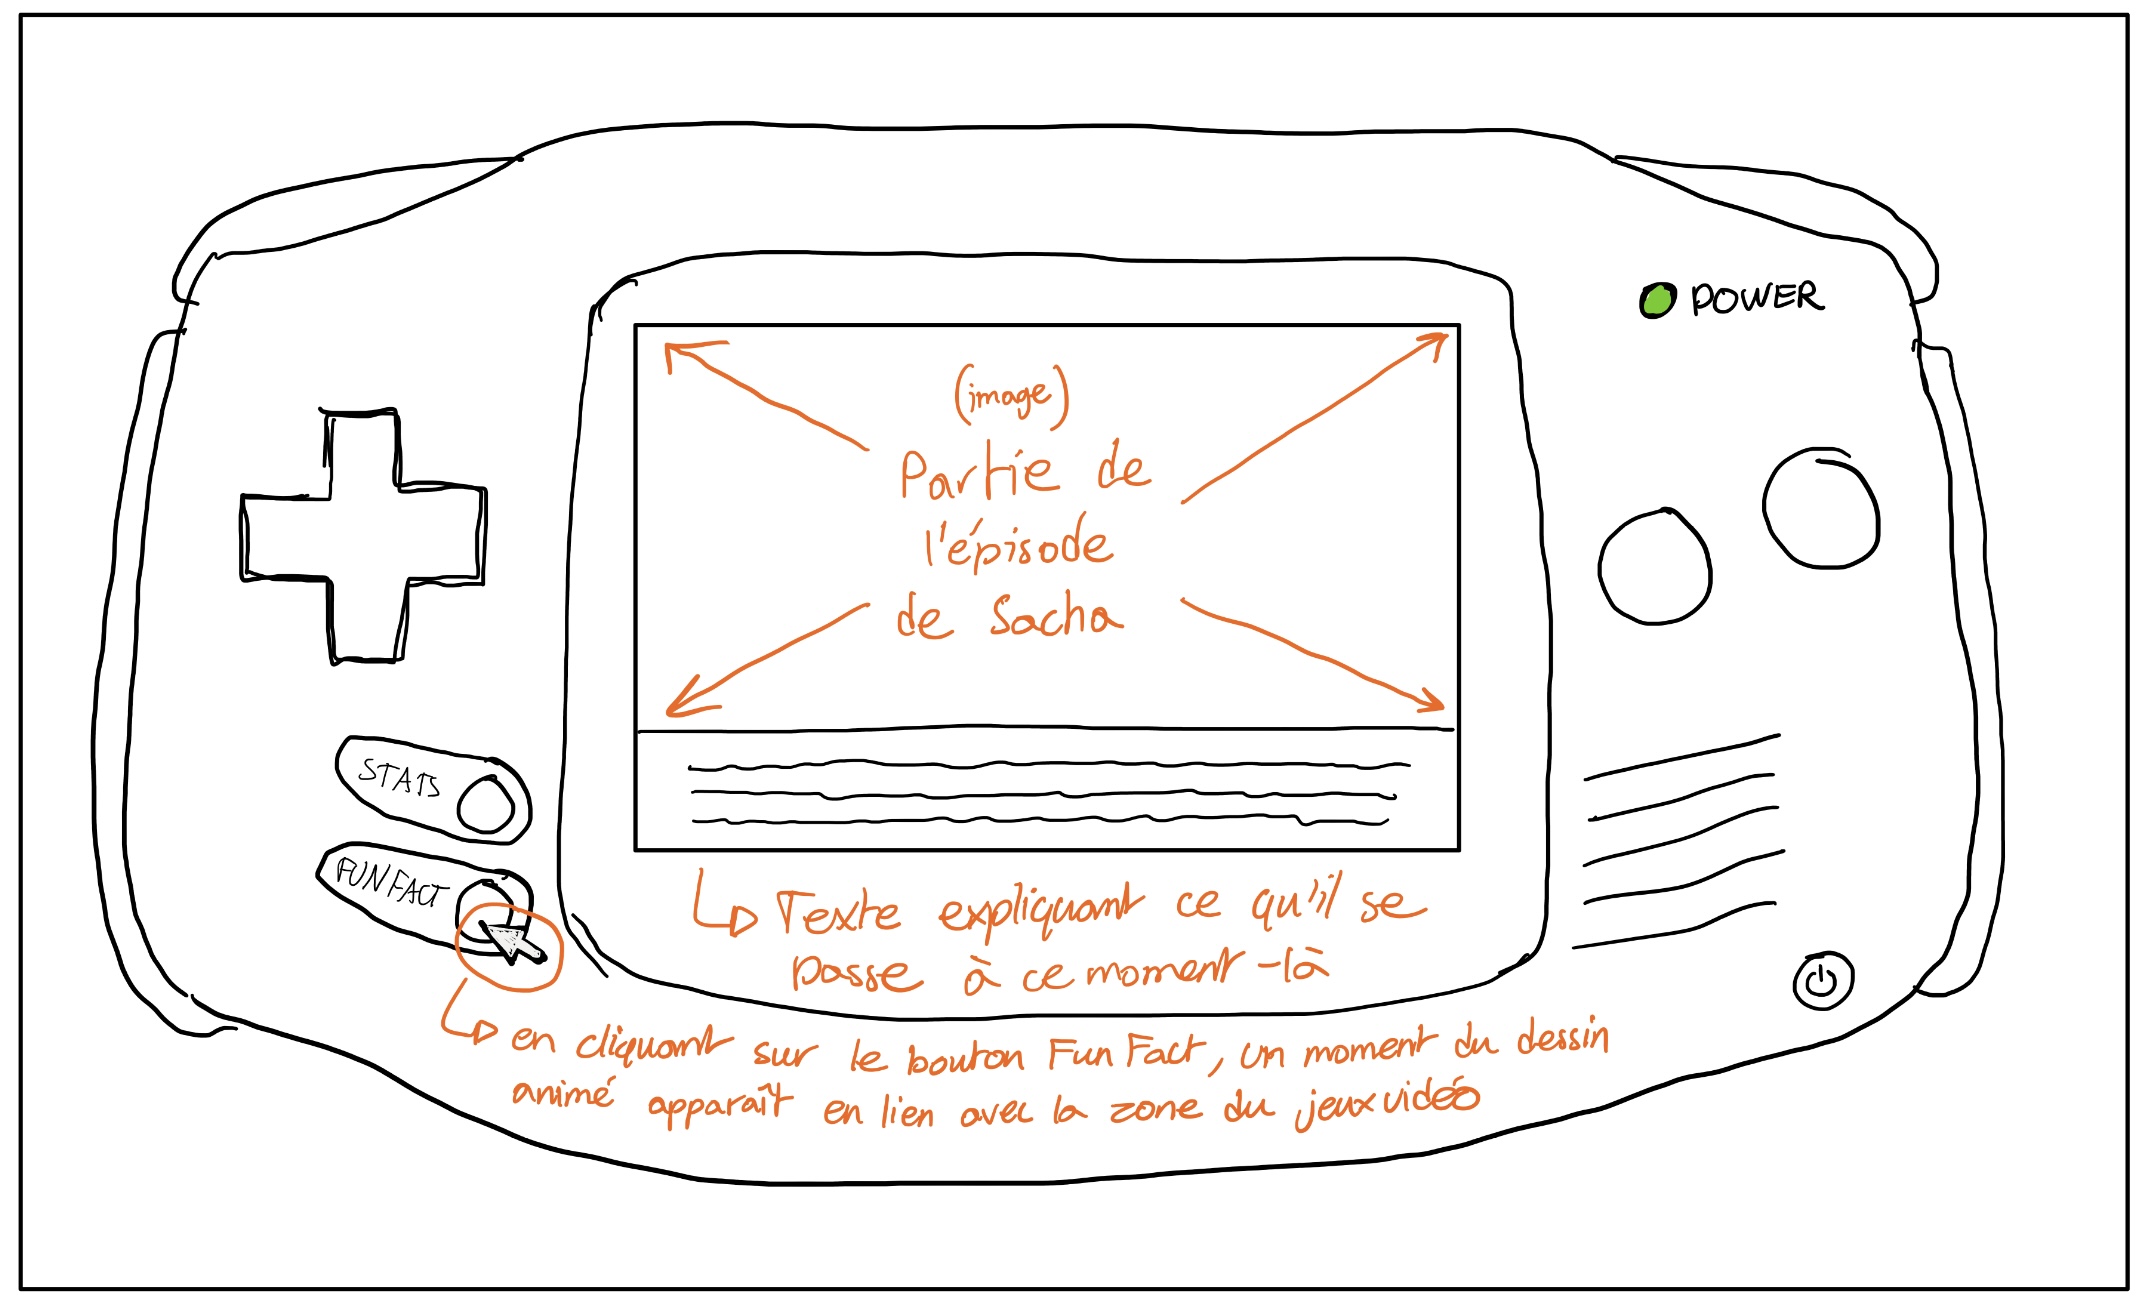 POWER
(image)
Partie de
l'épisode
de Sacha
STATS
FUN FACT
Texte expliquant ce qu'il se
passe à ce moment-là
en cliquant sur le bouton Fun Fact, un moment du dessin
animé apparaît en lien avec la zone du jeux vidéo